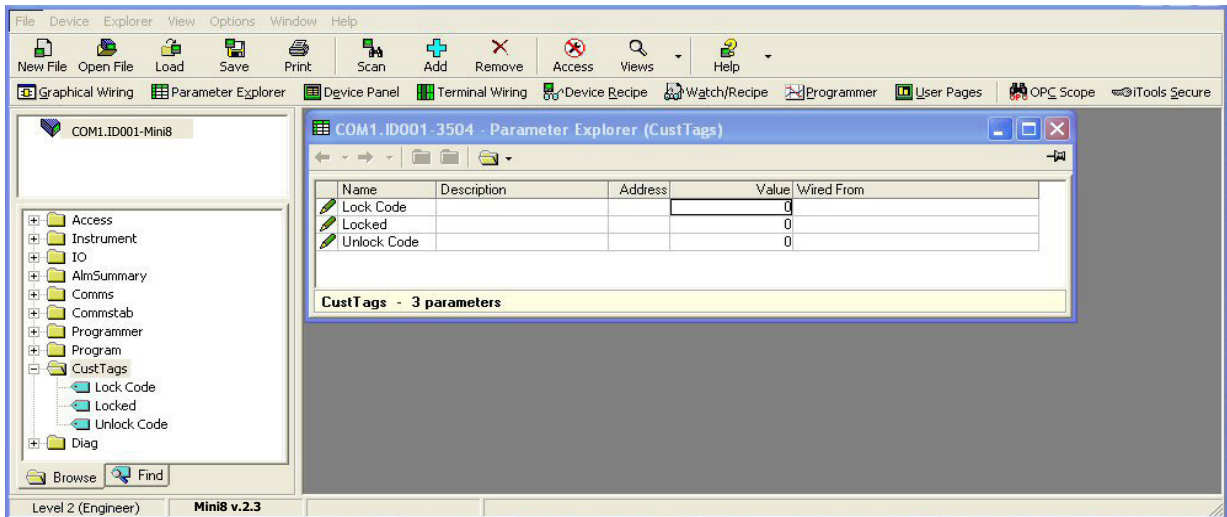 File Device Explorer View Options Window Help
New File Open File Load Save Print Scan Add Remove Access Views Help
Graphical Wiring Parameter Explorer Device Panel Terminal Wiring Device Recipe Watch/Recipe Programmer User Pages OPC Scope iTools Secure
COM1.ID001-Mini8
Access
Instrument
IO
AlmSummary
Comms
Commstab
Programmer
Program
CustTags
Lock Code
Locked
Unlock Code
Diag
Browse Find
COM1.ID001-3504 - Parameter Explorer (CustTags)
Name Description Address Value Wired From
Lock Code 0
Locked 0
Unlock Code 0
CustTags - 3 parameters
Level 2 (Engineer) Mini8 v.2.3